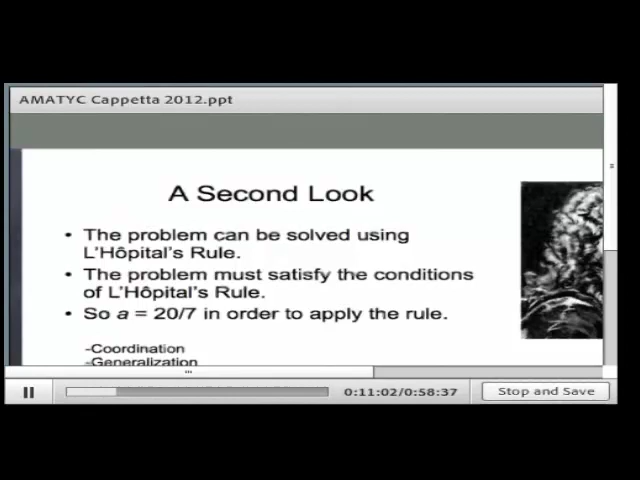 AMATYC Cappetta 2012.ppt
A Second Look
• The problem can be solved using
L'Hôpital's Rule.
• The problem must satisfy the conditions
of L'Hôpital's Rule.
• So a = 20/7 in order to apply the rule.
-Coordination
-Generalization
0:11:02/0:58:37
Stop and Save